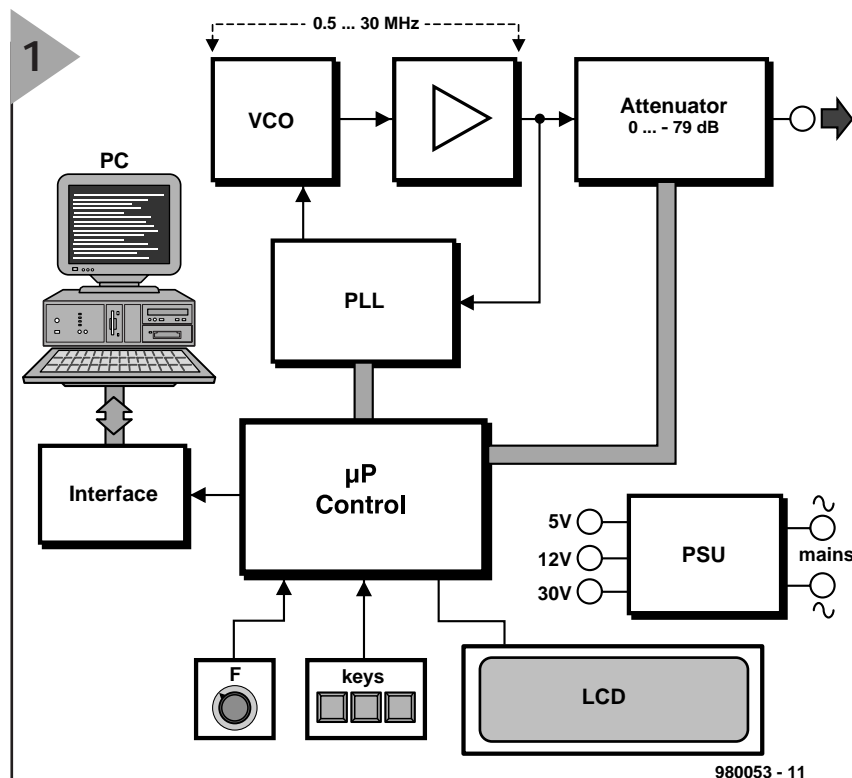 1
0.5 ... 30 MHz
VCO
Attenuator
0 ... - 79 dB
PC
PLL
µP
Control
Interface
5V
12V
30V
PSU
mains
F
keys
LCD
980053 - 11